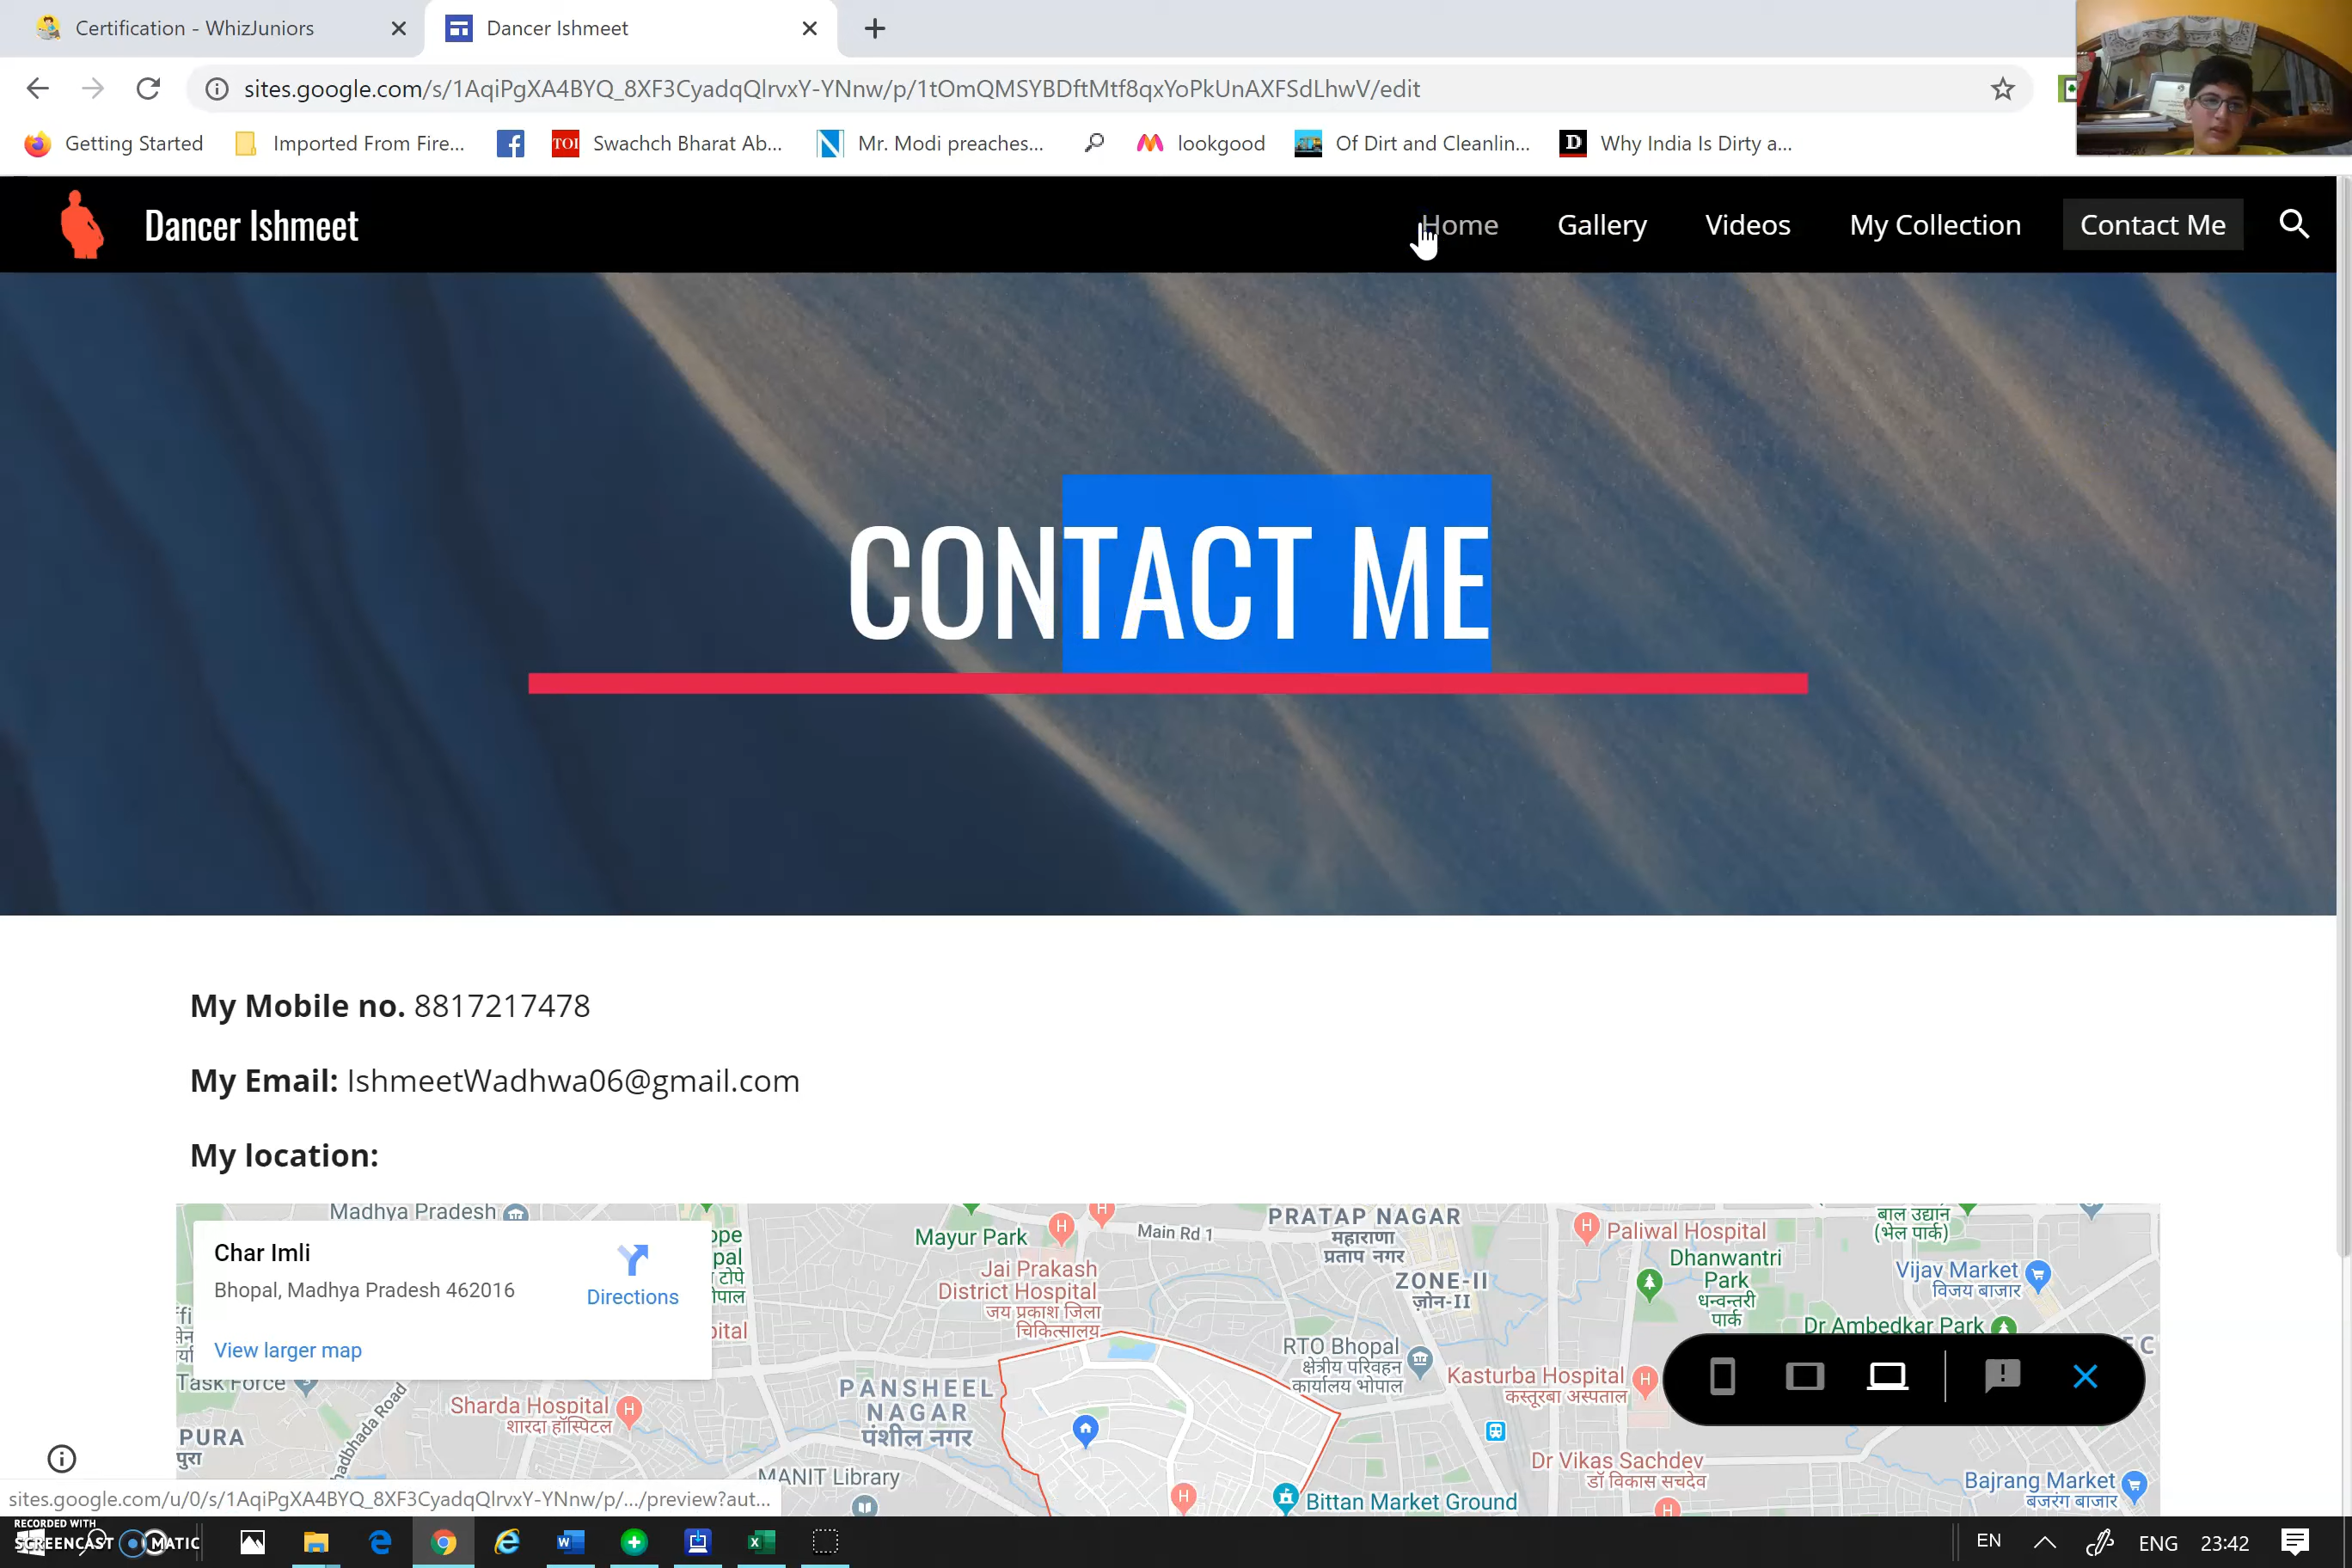 Certification - WhizJuniors
Dancer Ishmeet
sites.google.com/s/1AqiPgXA4BYQ_8XF3CyadqQlrvxY-YNnw/p/1tOmQMSYBDftMtf8qxYoPkUnAXFSdLhwV/edit
Getting Started
Imported From Fire...
TOI
Swachch Bharat Ab...
Mr. Modi preaches...
lookgood
Of Dirt and Cleanlin...
D
Why India Is Dirty a...
Dancer Ishmeet
Home
Gallery
Videos
My Collection
Contact Me
CONTACT ME
My Mobile no. 8817217478
My Email: IshmeetWadhwa06@gmail.com
My location:
Madhya Pradesh
Char Imli
Bhopal, Madhya Pradesh 462016
Directions
View larger map
Task Force
Mayur Park
Main Rd 1
PRATAP NAGAR
महाराणा
प्रताप नगर
ZONE-II
ज़ोन-II
Jai Prakash
District Hospital
जय प्रकाश जिला
चिकित्सालय
Paliwal Hospital
Dhanwantri
Park
धन्वन्तरी
पार्क
बाल उद्यान
(भेल पार्क)
Vijay Market
विजय बाजार
Dr Ambedkar Park
RTO Bhopal
क्षेत्रीय परिवहन
कार्यालय भोपाल
Kasturba Hospital
कस्तूरबा अस्पताल
PANSHEEL
NAGAR
पंशील नगर
Sharda Hospital
शारदा हॉस्पिटल
MANIT Library
Bittan Market Ground
Dr Vikas Sachdev
डॉ विकास सचदेव
Bajrang Market
बजरंग बाजार
sites.google.com/u/0/s/1AqiPgXA4BYQ_8XF3CyadqQlrvxY-YNnw/p/.../preview?aut...
RECORDED WITH
SCREENCAST MATIC
EN
ENG
23:42